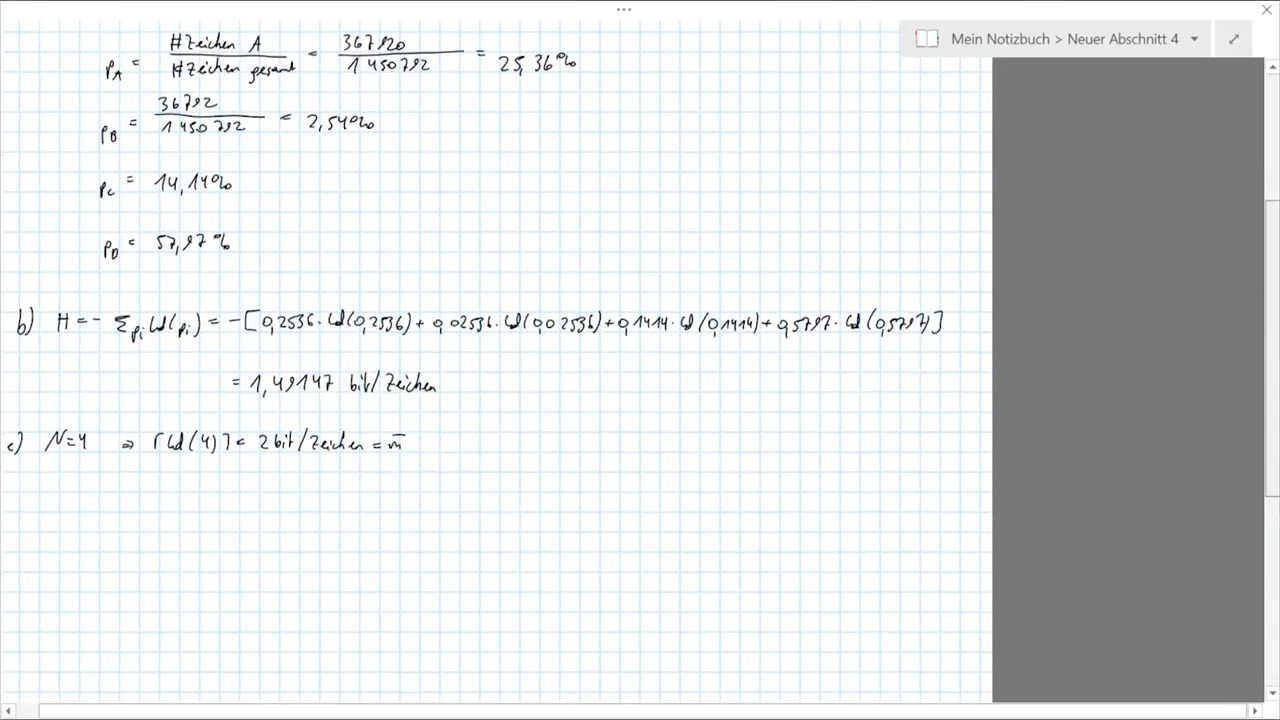 Mein Notizbuch > Neuer Abschnitt 4
p_A = #Zeichen A / #Zeichen gesamt = 367920 / 1450792 = 25,36%
p_B = 36792 / 1450792 = 2,54%
p_C = 14,14%
p_D = 57,97%
b) H = - Σ p_i ld(p_i) = -[0,2536·ld(0,2536) + 0,02536·ld(0,02536) + 0,1414·ld(0,1414) + 0,5797·ld(0,5797)]
= 1,49147 bit/Zeichen
c) N=4 ⇒ ⌈ld(4)⌉ = 2 bit/Zeichen = m̄